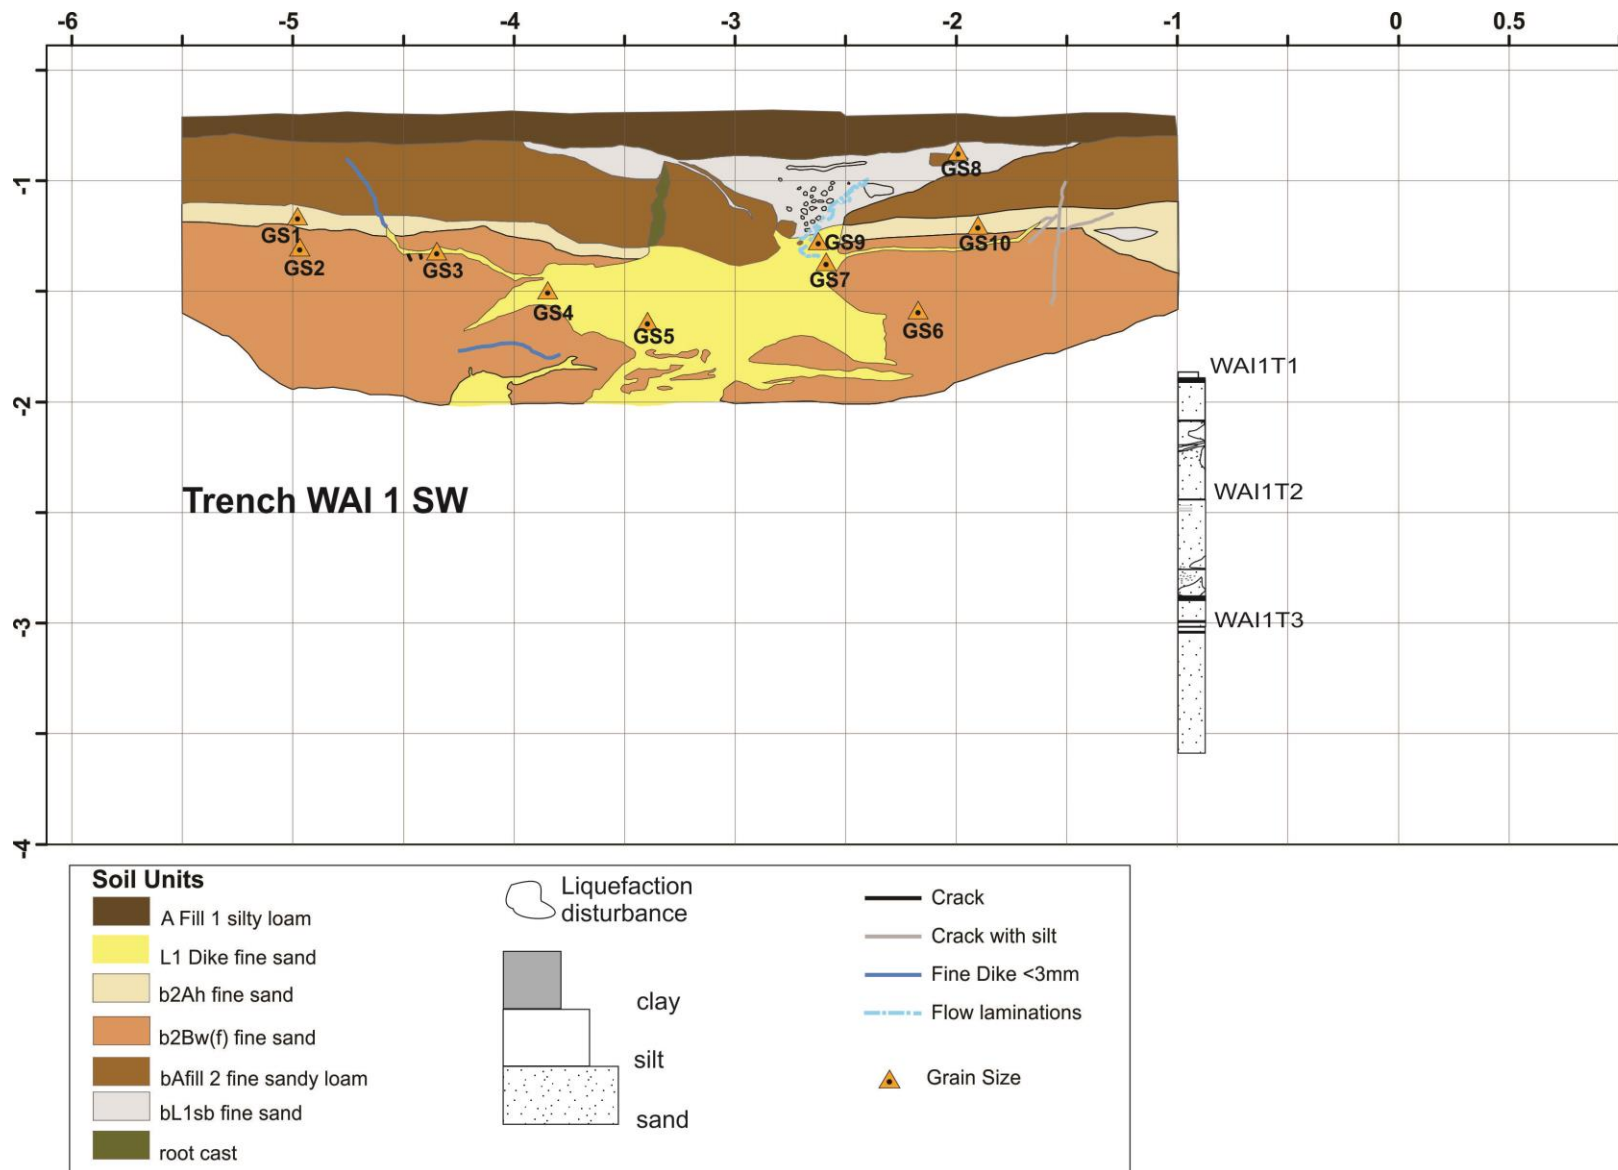 -6 -5 -4 -3 -2 -1 0 0.5
-1
GS8
GS1
GS2
GS3
GS9
GS10
GS7
GS4
GS5
GS6
-2
WAI1T1
Trench WAI 1 SW
WAI1T2
-3
WAI1T3
-4
Soil Units
A Fill 1 silty loam
L1 Dike fine sand
b2Ah fine sand
b2Bw(f) fine sand
bAfill 2 fine sandy loam
bL1sb fine sand
root cast
Liquefaction
disturbance
clay
silt
sand
Crack
Crack with silt
Fine Dike <3mm
Flow laminations
Grain Size